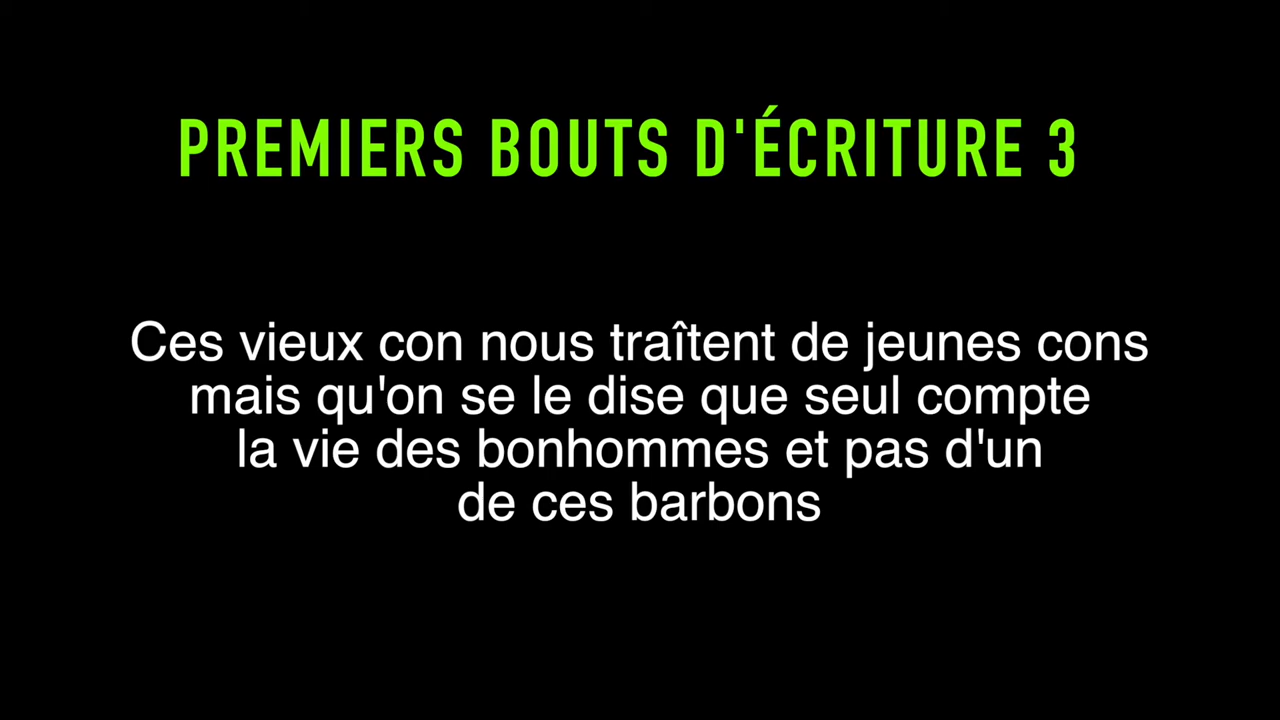 PREMIERS BOUTS D'ÉCRITURE 3
Ces vieux con nous traîtent de jeunes cons
mais qu'on se le dise que seul compte
la vie des bonhommes et pas d'un
de ces barbons